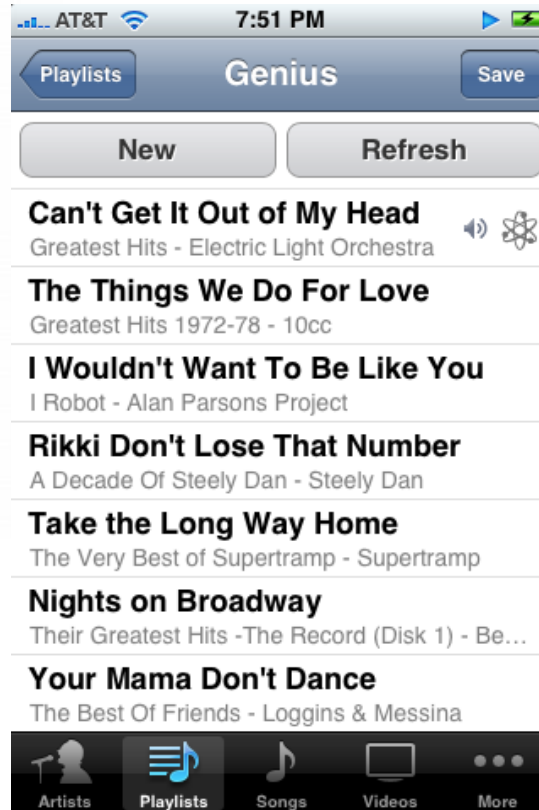 AT&T 7:51 PM
Playlists Genius Save
New Refresh
Can't Get It Out of My Head
Greatest Hits - Electric Light Orchestra
The Things We Do For Love
Greatest Hits 1972-78 - 10cc
I Wouldn't Want To Be Like You
I Robot - Alan Parsons Project
Rikki Don't Lose That Number
A Decade Of Steely Dan - Steely Dan
Take the Long Way Home
The Very Best of Supertramp - Supertramp
Nights on Broadway
Their Greatest Hits -The Record (Disk 1) - Be...
Your Mama Don't Dance
The Best Of Friends - Loggins & Messina
Artists Playlists Songs Videos More